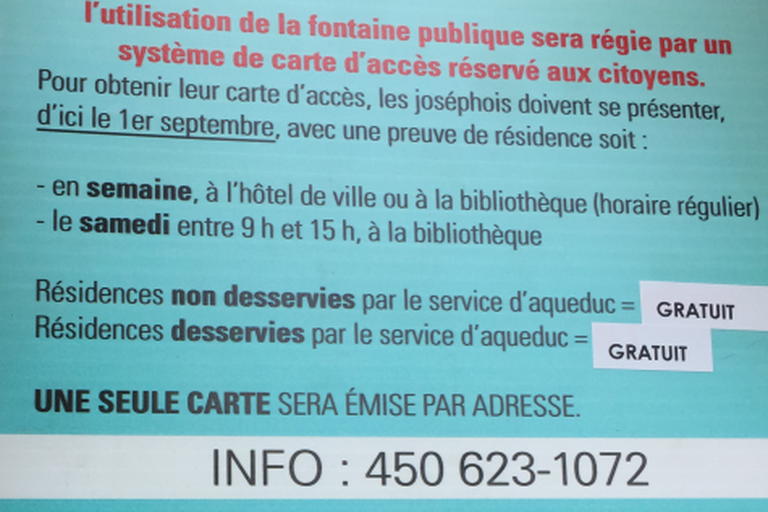 l'utilisation de la fontaine publique sera régie par un
système de carte d'accès réservé aux citoyens.
Pour obtenir leur carte d'accès, les joséphois doivent se présenter,
d'ici le 1er septembre, avec une preuve de résidence soit :
- en semaine, à l'hôtel de ville ou à la bibliothèque (horaire régulier)
- le samedi entre 9 h et 15 h, à la bibliothèque
Résidences non desservies par le service d'aqueduc = GRATUIT
Résidences desservies par le service d'aqueduc = GRATUIT
UNE SEULE CARTE SERA ÉMISE PAR ADRESSE.
INFO : 450 623-1072